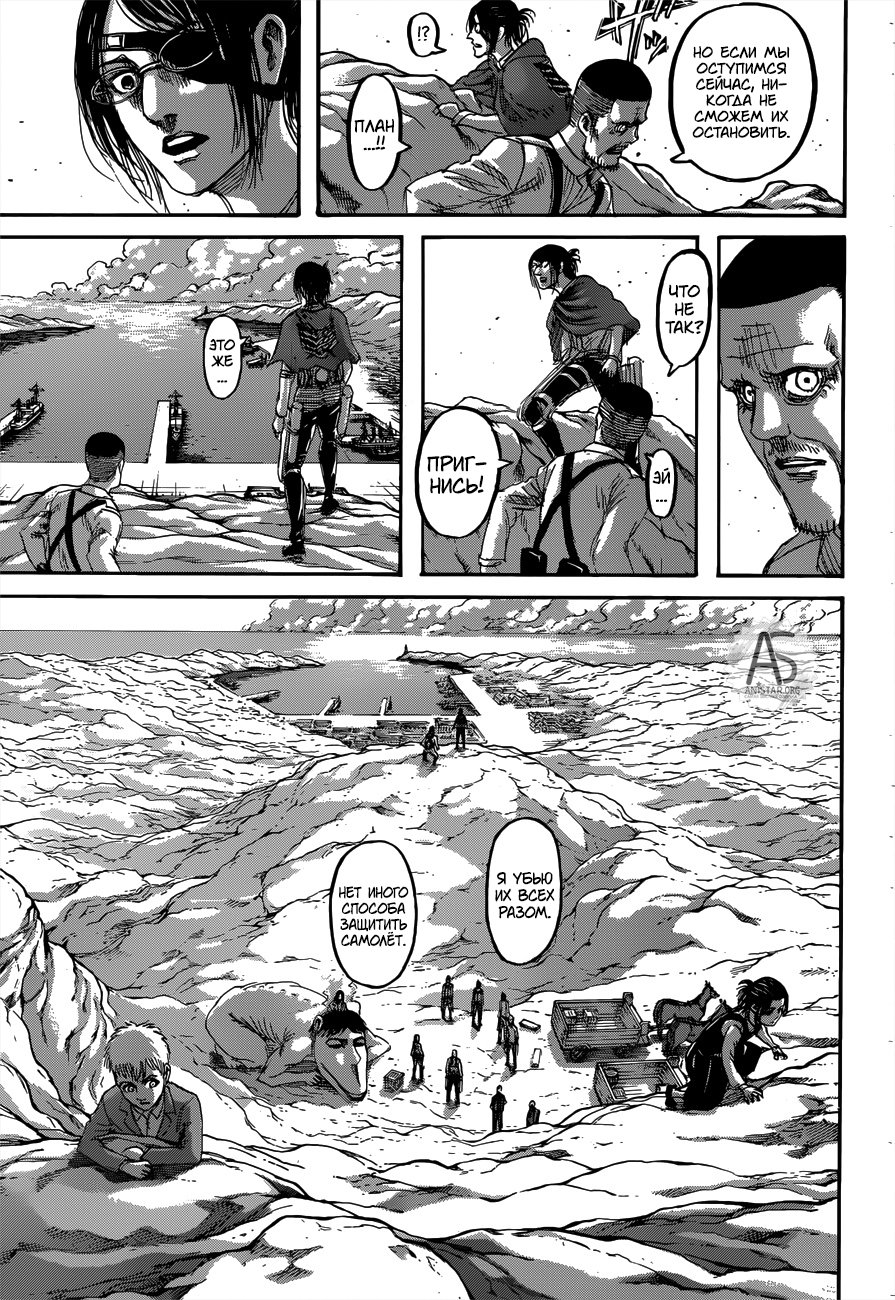 НО ЕСЛИ МЫ
ОСТУПИМСЯ
СЕЙЧАС, НИ-
КОГДА НЕ
СМОЖЕМ ИХ
ОСТАНОВИТЬ.
!?
ПЛАН
...!!
ЧТО
НЕ
ТАК?
ЭЙ
...
ПРИГ-
НИСЬ!
ЭТО
ЖЕ
...
Я УБЬЮ
ИХ ВСЕХ
РАЗОМ.
НЕТ ИНОГО
СПОСОБА
ЗАЩИТИТЬ
САМОЛЁТ.
AS
ANISTAR.ORG